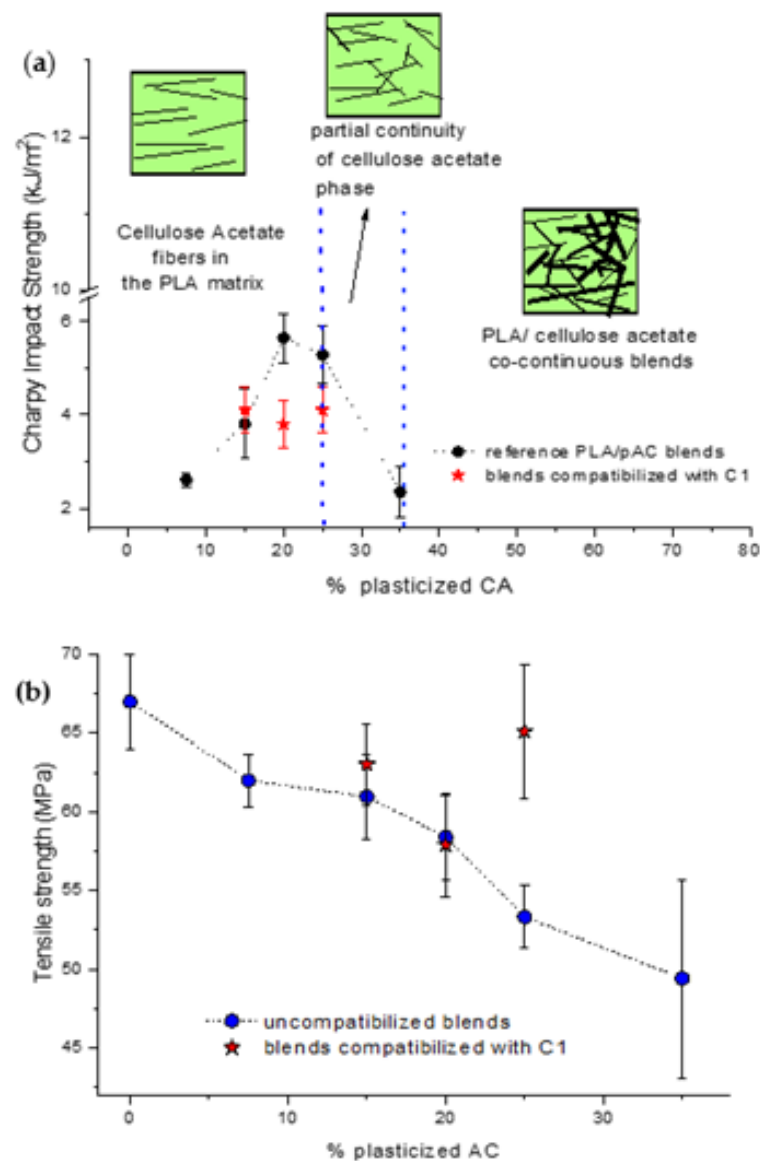 (a)
partial continuity
of cellulose acetate
phase
Cellulose Acetate
fibers in
the PLA matrix
PLA/ cellulose acetate
co-continuous blends
reference PLA/pAC blends
blends compatibilized with C1
Charpy Impact Strength (kJ/m²)
12
10
6
4
2
0 10 20 30 40 50 60 70 80
% plasticized CA
(b)
Tensile strength (MPa)
70
65
60
55
50
45
uncompatibilized blends
blends compatibilized with C1
0 10 20 30
% plasticized AC